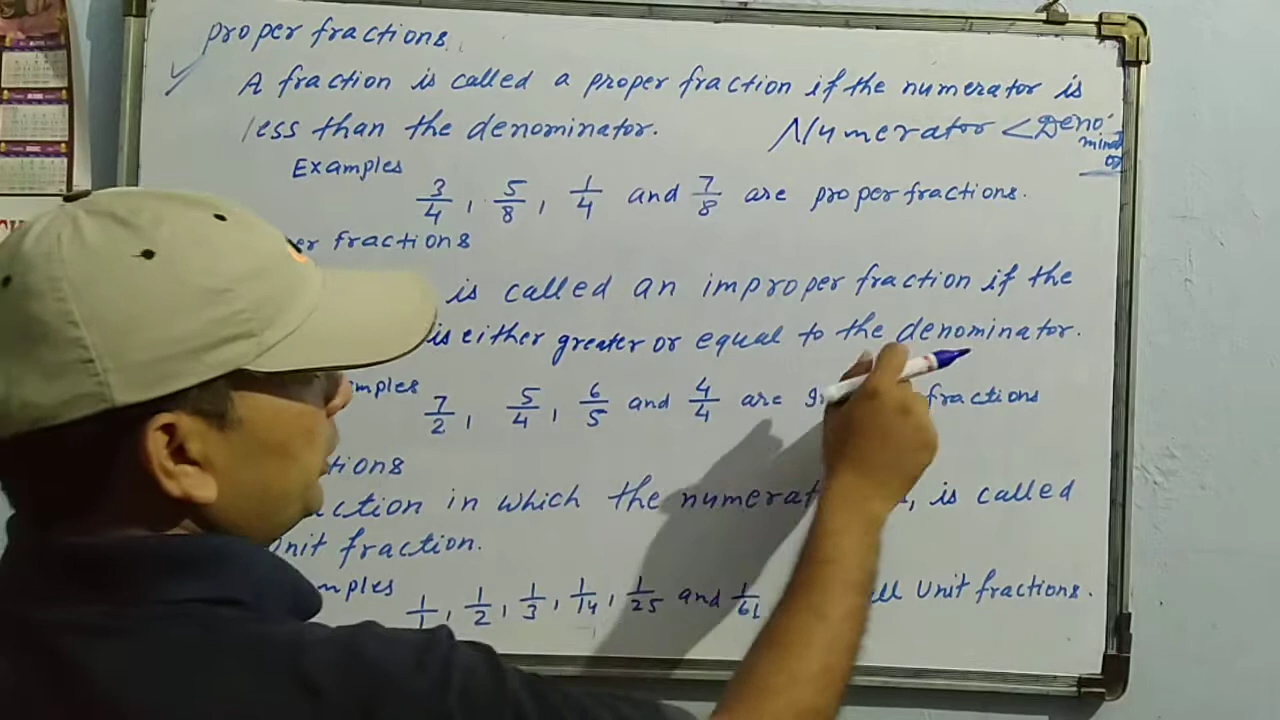 proper fractions.
A fraction is called a proper fraction if the numerator is
less than the denominator. Numerator < Denominator
Examples
3/4, 5/8, 1/4 and 7/8 are proper fractions.
fractions
is called an improper fraction if the
is either greater or equal to the denominator.
7/2, 5/4, 6/5 and 4/4 are fractions
in which the is called
Unit fraction.
1/1, 1/2, 1/3, 1/14, 1/25 and 1/61 Unit fractions.